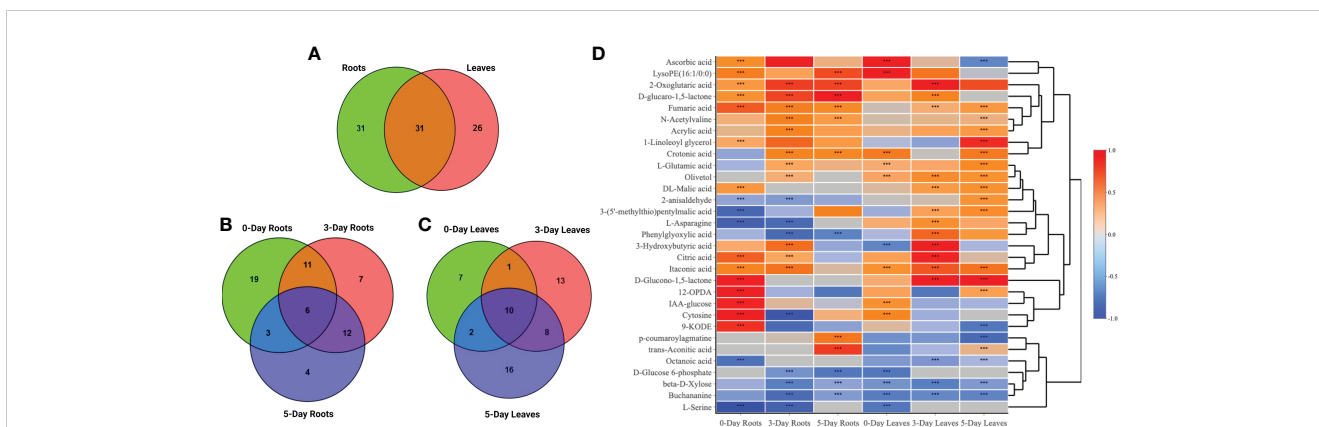 A
Roots
Leaves
31
31
26
B
0-Day Roots
3-Day Roots
11
19
7
6
3
12
4
5-Day Roots
C
0-Day Leaves
3-Day Leaves
1
7
13
10
2
8
16
5-Day Leaves
D
Ascorbic acid *** *** ***
LysoPE(16:1/0:0) *** *** ***
2-Oxoglutaric acid *** *** *** ***
D-glucaro-1,5-lactone *** *** *** ***
Fumaric acid *** *** *** *** ***
N-Acetylvaline *** *** ***
Acrylic acid *** ***
1-Linoleoyl glycerol *** ***
Crotonic acid *** *** *** ***
L-Glutamic acid *** *** ***
Olivetol *** *** *** ***
DL-Malic acid *** *** ***
2-anisaldehyde *** *** ***
3-(5'-methylthio)pentylmalic acid *** *** ***
L-Asparagine *** *** ***
Phenylglyoxylic acid *** *** ***
3-Hydroxybutyric acid *** *** ***
Citric acid *** *** ***
Itaconic acid *** *** *** *** ***
D-Glucono-1,5-lactone *** *** ***
12-OPDA *** ***
IAA-glucose *** ***
Cytosine *** *** ***
9-KODE *** ***
p-coumaroylagmatine *** ***
trans-Aconitic acid *** ***
Octanoic acid *** *** ***
D-Glucose 6-phosphate *** *** ***
beta-D-Xylose *** *** *** *** ***
Buchananine *** *** *** *** ***
L-Serine *** *** ***
0-Day Roots 3-Day Roots 5-Day Roots 0-Day Leaves 3-Day Leaves 5-Day Leaves
1.0
0.5
0.0
-0.5
-1.0